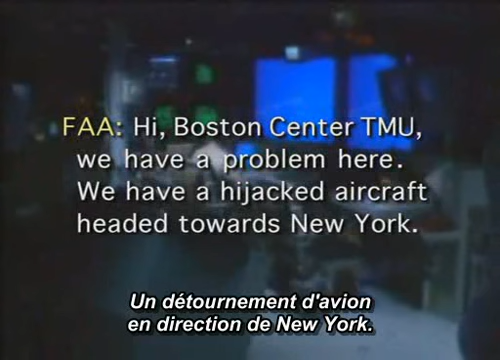 FAA: Hi, Boston Center TMU,
we have a problem here.
We have a hijacked aircraft
headed towards New York.
Un détournement d'avion
en direction de New York.